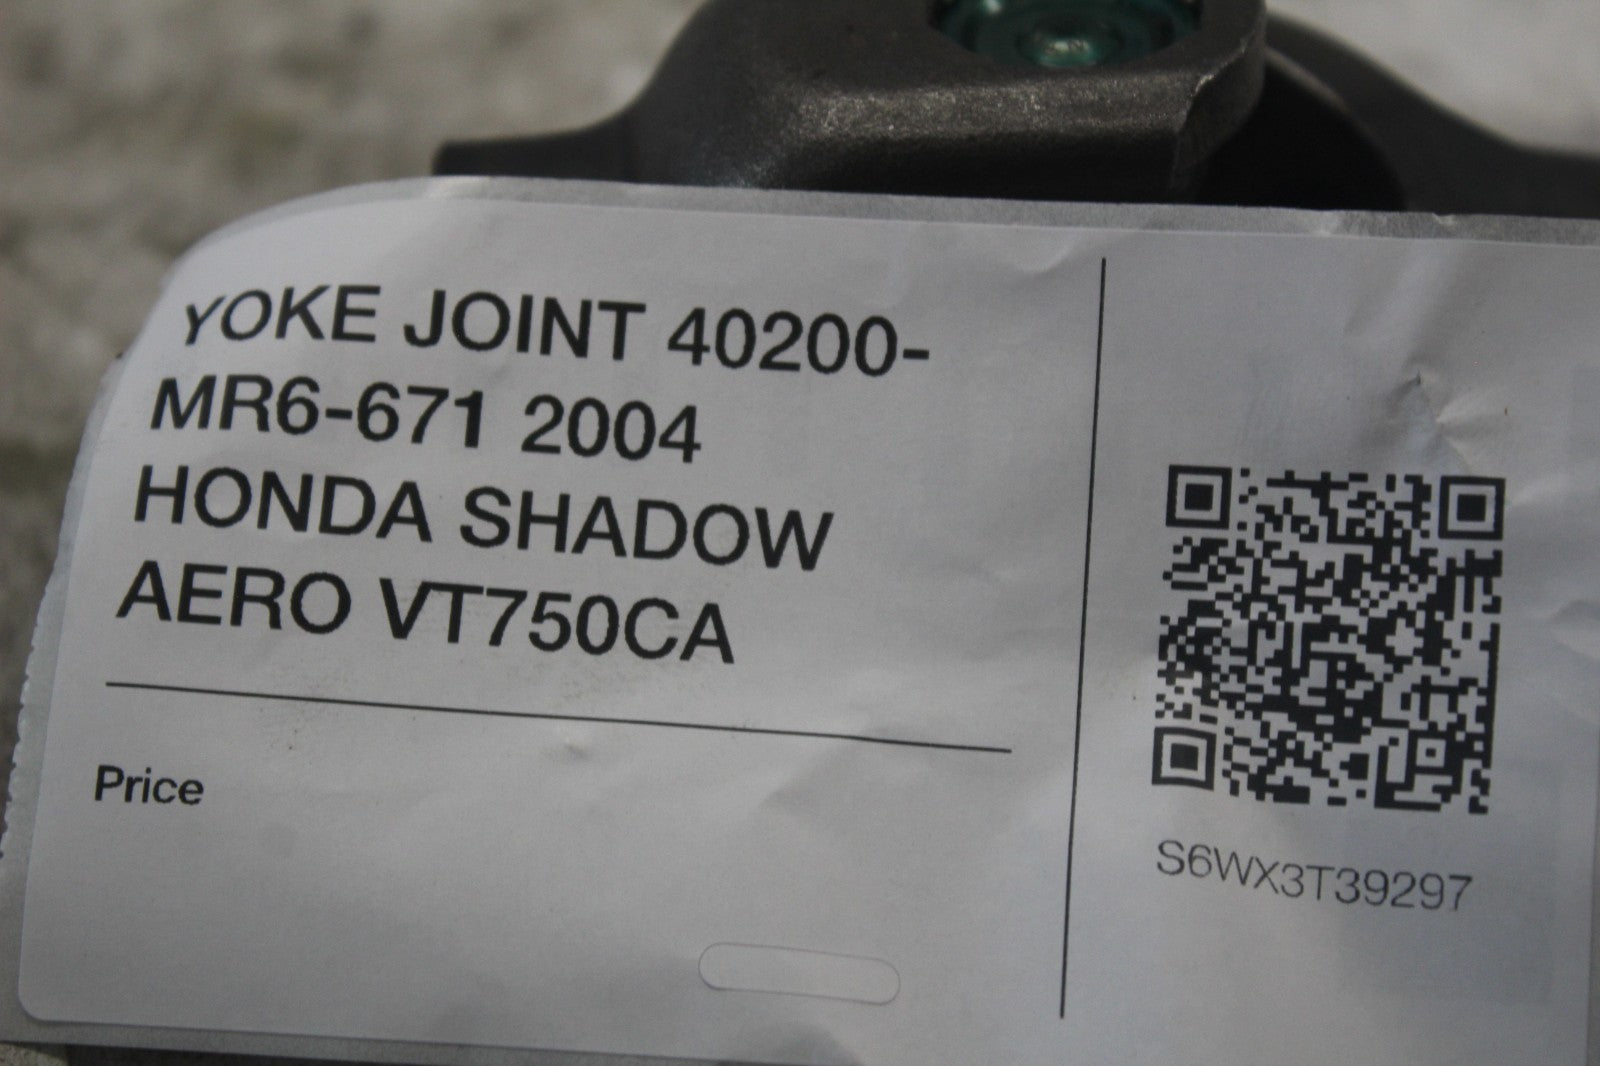 YOKE JOINT 40200-
MR6-671 2004
HONDA SHADOW
AERO VT750CA
Price
S6WX3T39297